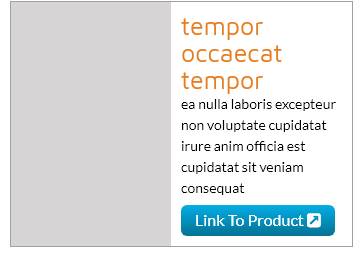 tempor
occaecat
tempor
ea nulla laboris excepteur
non voluptate cupidatat
irure anim officia est
cupidatat sit veniam
consequat
Link To Product